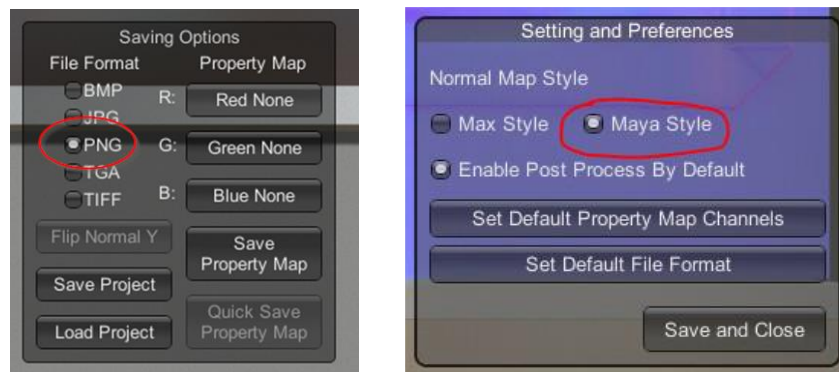 Saving Options
File Format Property Map
BMP R: Red None
JPG
PNG G: Green None
TGA
TIFF B: Blue None
Flip Normal Y
Save Property Map
Save Project
Quick Save Property Map
Load Project
Setting and Preferences
Normal Map Style
Max Style Maya Style
Enable Post Process By Default
Set Default Property Map Channels
Set Default File Format
Save and Close